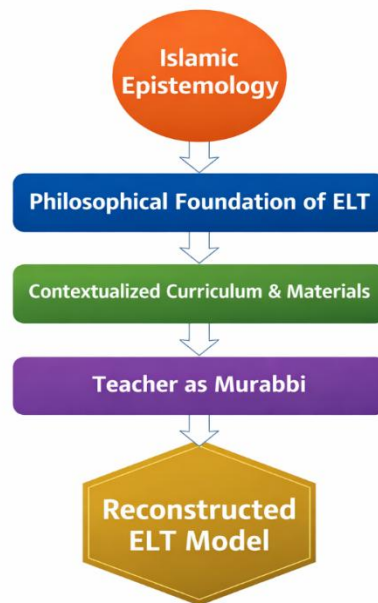 Islamic
Epistemology
Philosophical Foundation of ELT
Contextualized Curriculum & Materials
Teacher as Murabbi
Reconstructed
ELT Model